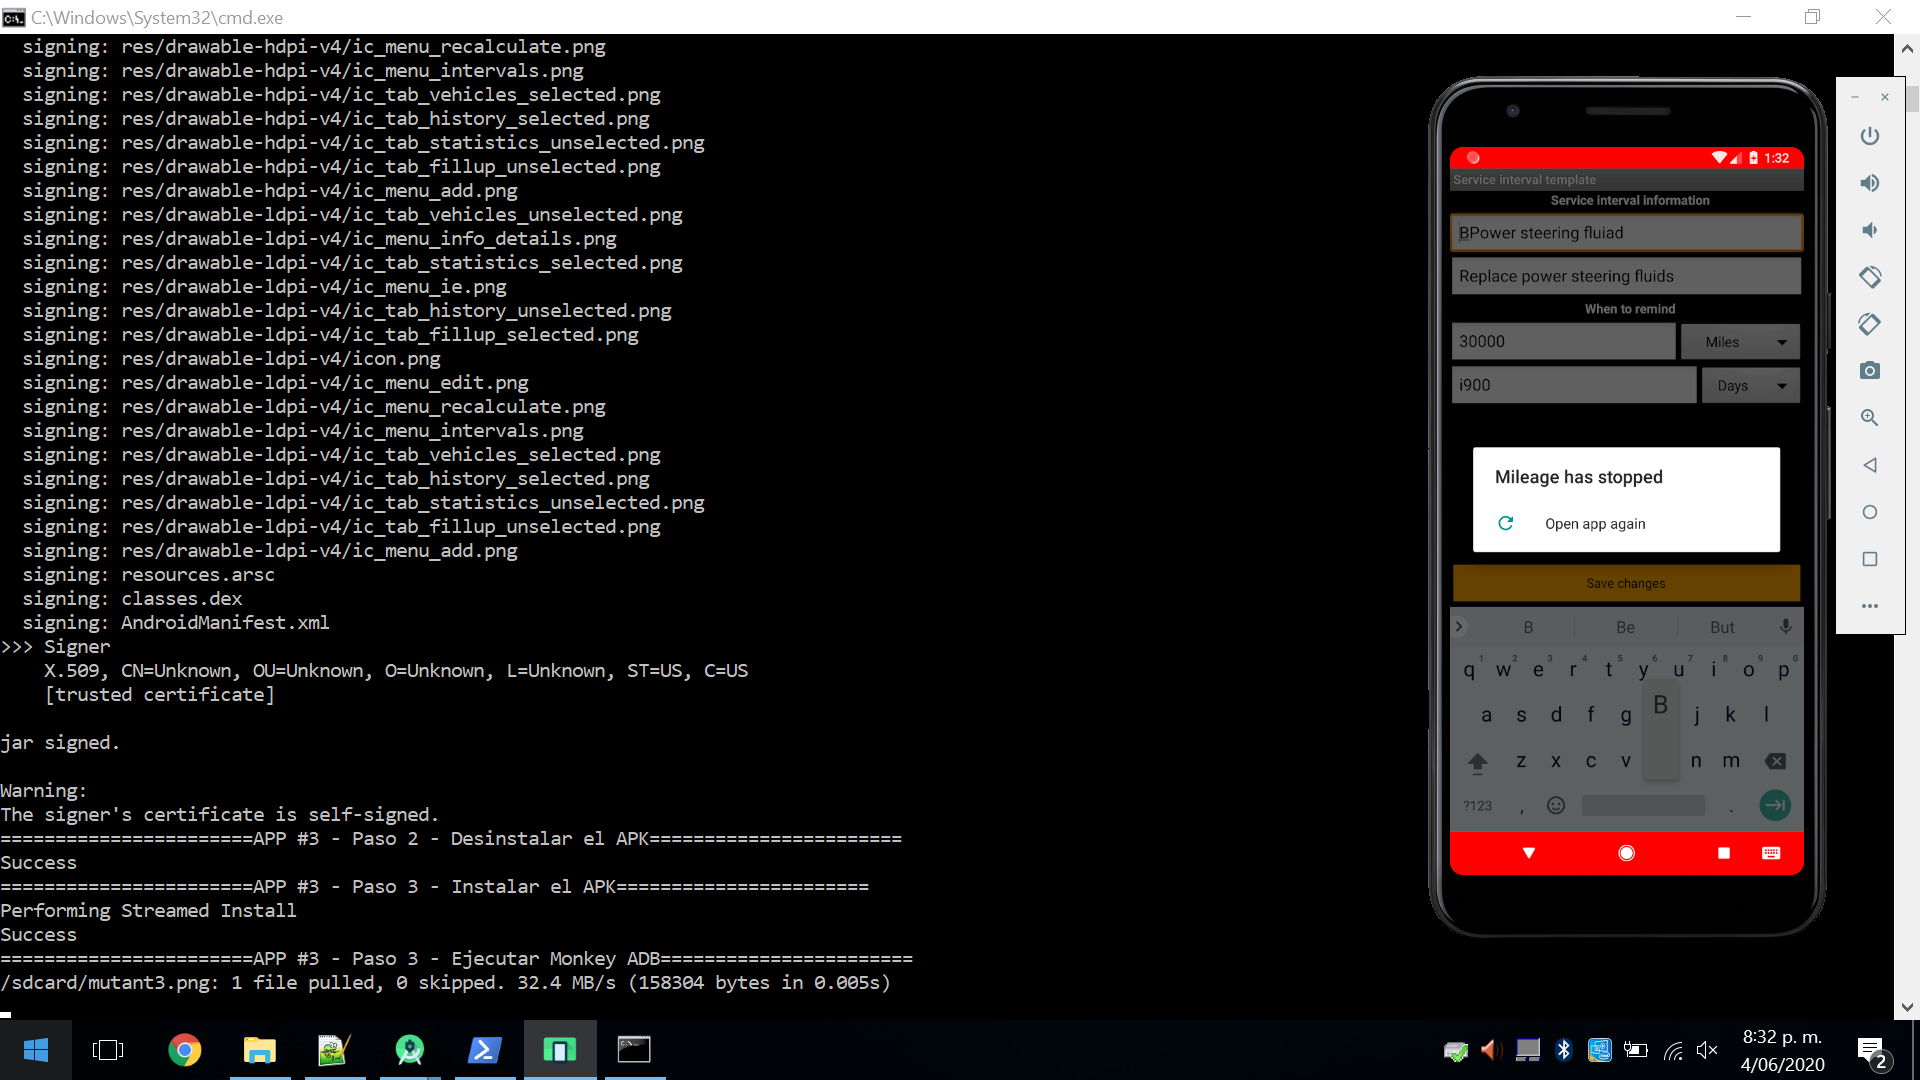 C:\Windows\System32\cmd.exe
signing: res/drawable-hdpi-v4/ic_menu_recalculate.png
signing: res/drawable-hdpi-v4/ic_menu_intervals.png
signing: res/drawable-hdpi-v4/ic_tab_vehicles_selected.png
signing: res/drawable-hdpi-v4/ic_tab_history_selected.png
signing: res/drawable-hdpi-v4/ic_tab_statistics_unselected.png
signing: res/drawable-hdpi-v4/ic_tab_fillup_unselected.png
signing: res/drawable-hdpi-v4/ic_menu_add.png
signing: res/drawable-ldpi-v4/ic_tab_vehicles_unselected.png
signing: res/drawable-ldpi-v4/ic_menu_info_details.png
signing: res/drawable-ldpi-v4/ic_tab_statistics_selected.png
signing: res/drawable-ldpi-v4/ic_menu_ie.png
signing: res/drawable-ldpi-v4/ic_tab_history_unselected.png
signing: res/drawable-ldpi-v4/ic_tab_fillup_selected.png
signing: res/drawable-ldpi-v4/icon.png
signing: res/drawable-ldpi-v4/ic_menu_edit.png
signing: res/drawable-ldpi-v4/ic_menu_recalculate.png
signing: res/drawable-ldpi-v4/ic_menu_intervals.png
signing: res/drawable-ldpi-v4/ic_tab_vehicles_selected.png
signing: res/drawable-ldpi-v4/ic_tab_history_selected.png
signing: res/drawable-ldpi-v4/ic_tab_statistics_unselected.png
signing: res/drawable-ldpi-v4/ic_tab_fillup_unselected.png
signing: res/drawable-ldpi-v4/ic_menu_add.png
signing: resources.arsc
signing: classes.dex
signing: AndroidManifest.xml
>>> Signer
X.509, CN=Unknown, OU=Unknown, O=Unknown, L=Unknown, ST=US, C=US
[trusted certificate]
jar signed.
Warning:
The signer's certificate is self-signed.
=======================APP #3 - Paso 2 - Desinstalar el APK=======================
Success
=======================APP #3 - Paso 3 - Instalar el APK=======================
Performing Streamed Install
Success
=======================APP #3 - Paso 3 - Ejecutar Monkey ADB=======================
/sdcard/mutant3.png: 1 file pulled, 0 skipped. 32.4 MB/s (158304 bytes in 0.005s)
1:32
Service interval template
Service interval information
BPower steering fluiad
Replace power steering fluids
When to remind
30000 Miles
i900 Days
Mileage has stopped
Open app again
Save changes
B Be But
q1 w2 e3 r4 t5 y6 u7 i8 o9 p0
a s d f g B j k l
z x c v n m
?123 , .
8:32 p. m.
4/06/2020
2